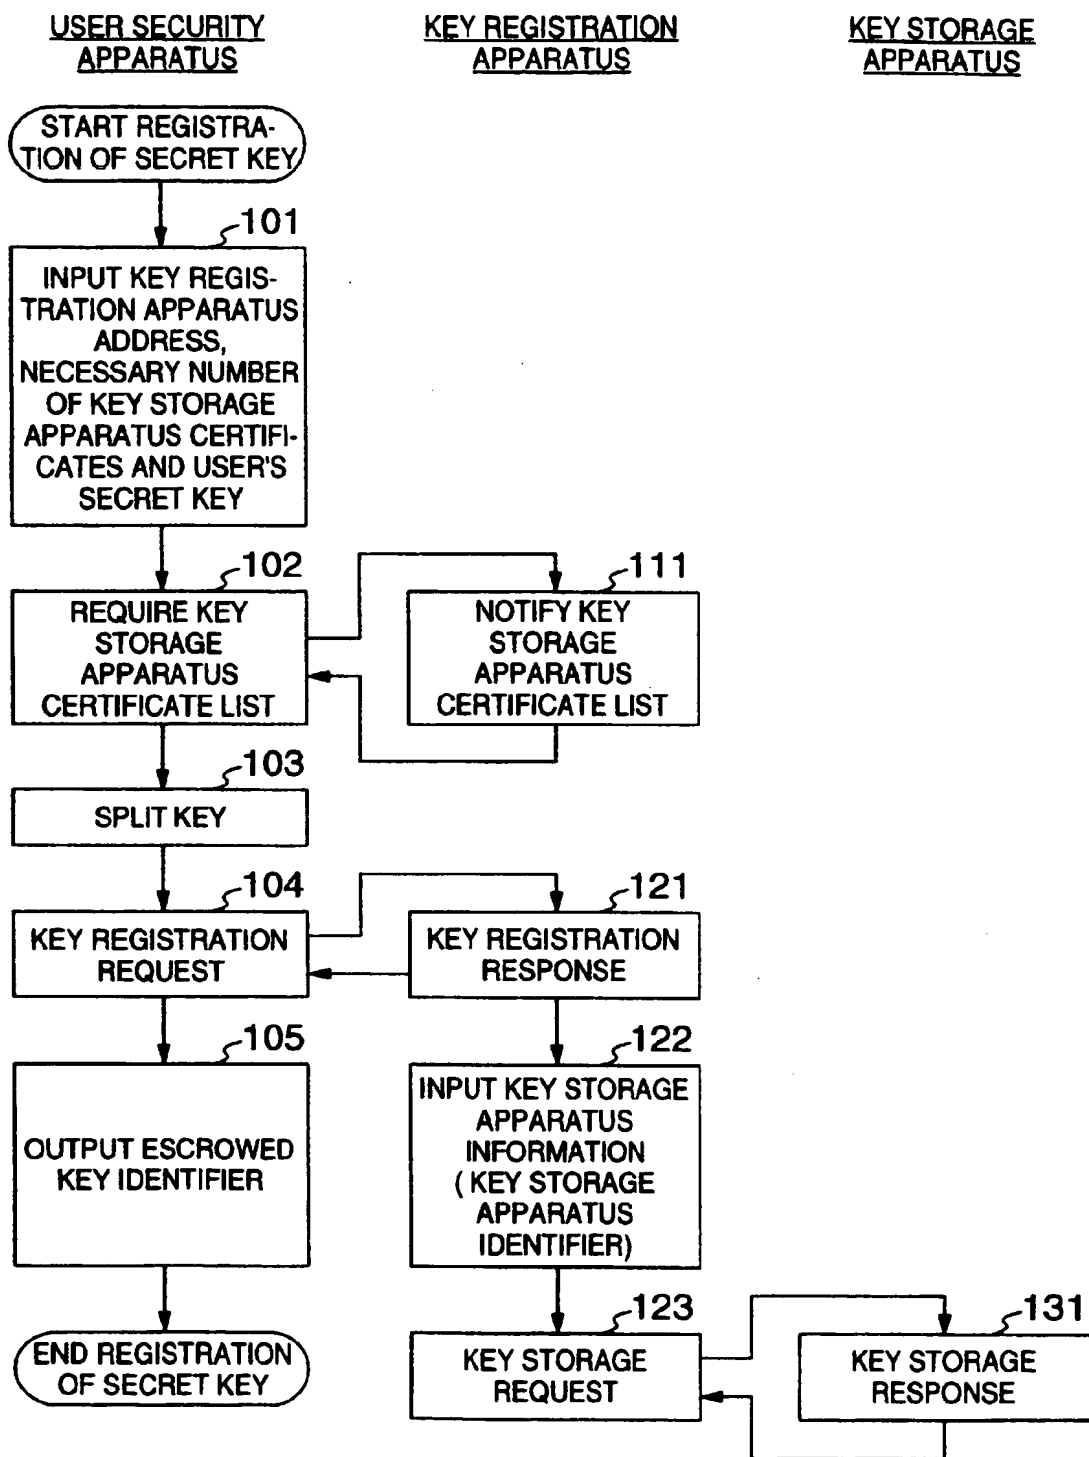 USER SECURITY
APPARATUS
KEY REGISTRATION
APPARATUS
KEY STORAGE
APPARATUS
START REGISTRA-
TION OF SECRET KEY
101
INPUT KEY REGIS-
TRATION APPARATUS
ADDRESS,
NECESSARY NUMBER
OF KEY STORAGE
APPARATUS CERTIFI-
CATES AND USER'S
SECRET KEY
102
REQUIRE KEY
STORAGE
APPARATUS
CERTIFICATE LIST
111
NOTIFY KEY
STORAGE
APPARATUS
CERTIFICATE LIST
103
SPLIT KEY
104
KEY REGISTRATION
REQUEST
121
KEY REGISTRATION
RESPONSE
105
OUTPUT ESCROWED
KEY IDENTIFIER
122
INPUT KEY STORAGE
APPARATUS
INFORMATION
( KEY STORAGE
APPARATUS
IDENTIFIER)
END REGISTRATION
OF SECRET KEY
123
KEY STORAGE
REQUEST
131
KEY STORAGE
RESPONSE